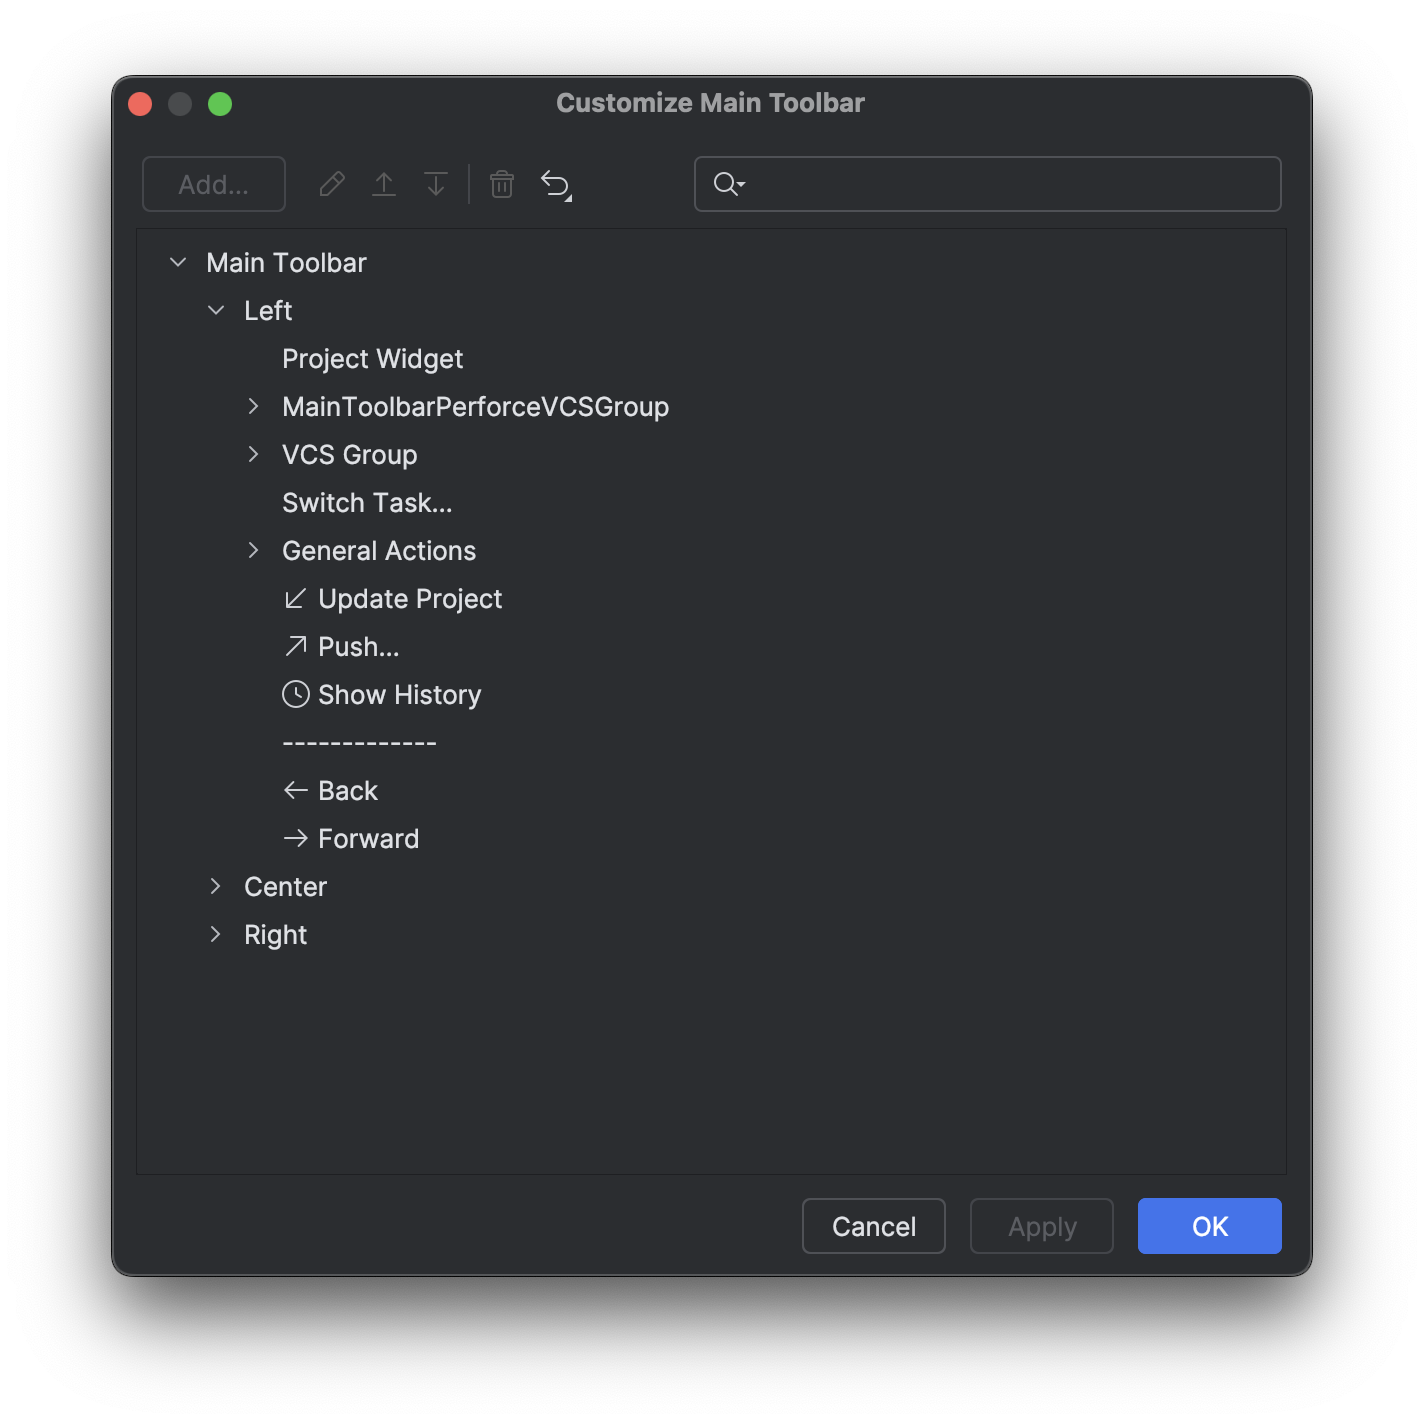 Customize Main Toolbar
Add...
Main Toolbar
Left
Project Widget
MainToolbarPerforceVCSGroup
VCS Group
Switch Task...
General Actions
Update Project
Push...
Show History
-------------
Back
Forward
Center
Right
Cancel Apply OK